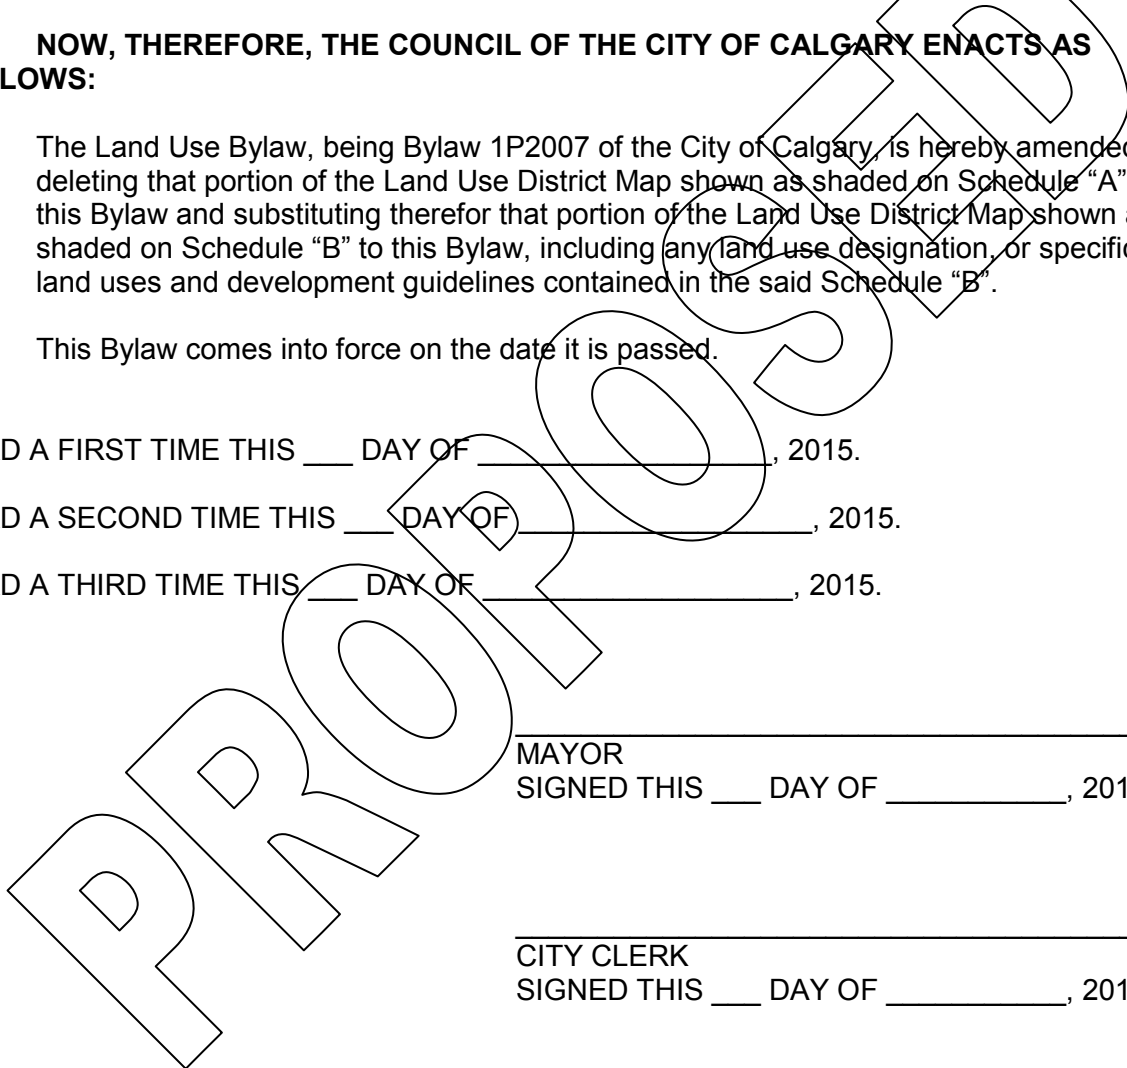 NOW, THEREFORE, THE COUNCIL OF THE CITY OF CALGARY ENACTS AS
LOWS:
The Land Use Bylaw, being Bylaw 1P2007 of the City of Calgary, is hereby amended
deleting that portion of the Land Use District Map shown as shaded on Schedule “A”
this Bylaw and substituting therefor that portion of the Land Use District Map shown a
shaded on Schedule “B” to this Bylaw, including any land use designation, or specific
land uses and development guidelines contained in the said Schedule “B”.
This Bylaw comes into force on the date it is passed.
D A FIRST TIME THIS ___ DAY OF __________________, 2015.
D A SECOND TIME THIS ___ DAY OF __________________, 2015.
D A THIRD TIME THIS ___ DAY OF ___________________, 2015.
MAYOR
SIGNED THIS ___ DAY OF ___________, 201
CITY CLERK
SIGNED THIS ___ DAY OF ___________, 201
PROPOSED